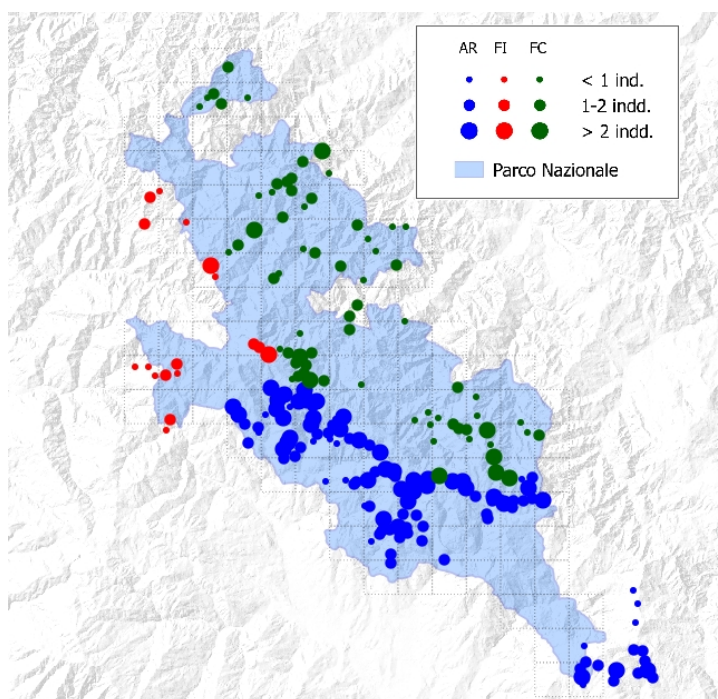 AR FI FC
< 1 ind.
1-2 indd.
> 2 indd.
Parco Nazionale